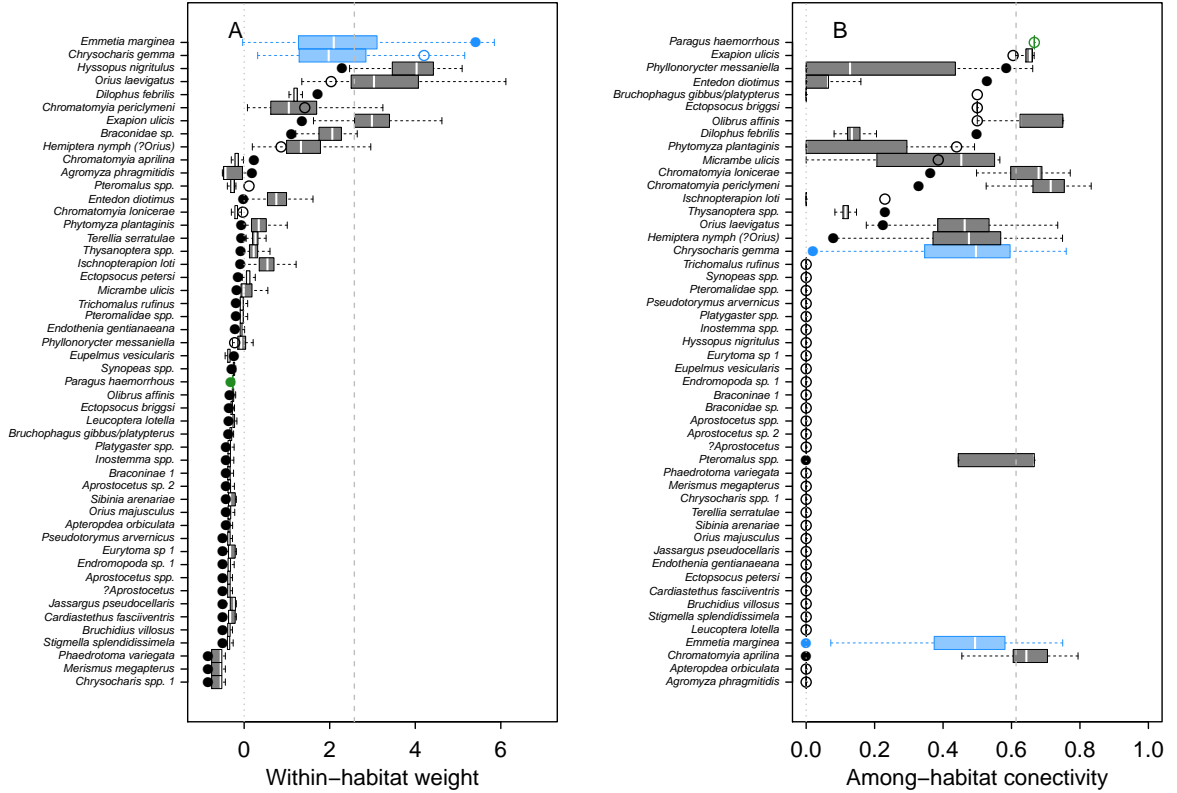 A
Emmetia marginea
Chrysocharis gemma
Hyssopus nigritulus
Orius laevigatus
Dilophus febrilis
Chromatomyia periclymeni
Exapion ulicis
Braconidae sp.
Hemiptera nymph (?Orius)
Chromatomyia aprilina
Agromyza phragmitidis
Pteromalus spp.
Entedon diotimus
Chromatomyia lonicerae
Phytomyza plantaginis
Terellia serratulae
Thysanoptera spp.
Ischnopterapion loti
Ectopsocus petersi
Micrambe ulicis
Trichomalus rufinus
Pteromalidae spp.
Endothenia gentianaeana
Phyllonorycter messaniella
Eupelmus vesicularis
Synopeas spp.
Paragus haemorrhous
Olibrus affinis
Ectopsocus briggsi
Leucoptera lotella
Bruchophagus gibbus/platypterus
Platygaster spp.
Inostemma spp.
Braconinae 1
Aprostocetus sp. 2
Sibinia arenariae
Orius majusculus
Apteropdea orbiculata
Pseudotorymus arvernicus
Eurytoma sp 1
Endromopoda sp. 1
Aprostocetus spp.
?Aprostocetus
Jassargus pseudocellaris
Cardiastethus fasciiventris
Bruchidius villosus
Stigmella splendidissimela
Phaedrotoma variegata
Merismus megapterus
Chrysocharis spp. 1
0 2 4 6
Within−habitat weight
B
Paragus haemorrhous
Exapion ulicis
Phyllonorycter messaniella
Entedon diotimus
Bruchophagus gibbus/platypterus
Ectopsocus briggsi
Olibrus affinis
Dilophus febrilis
Phytomyza plantaginis
Micrambe ulicis
Chromatomyia lonicerae
Chromatomyia periclymeni
Ischnopterapion loti
Thysanoptera spp.
Orius laevigatus
Hemiptera nymph (?Orius)
Chrysocharis gemma
Trichomalus rufinus
Synopeas spp.
Pteromalidae spp.
Pseudotorymus arvernicus
Platygaster spp.
Inostemma spp.
Hyssopus nigritulus
Eurytoma sp 1
Eupelmus vesicularis
Endromopoda sp. 1
Braconinae 1
Braconidae sp.
Aprostocetus spp.
Aprostocetus sp. 2
?Aprostocetus
Pteromalus spp.
Phaedrotoma variegata
Merismus megapterus
Chrysocharis spp. 1
Terellia serratulae
Sibinia arenariae
Orius majusculus
Jassargus pseudocellaris
Endothenia gentianaeana
Ectopsocus petersi
Cardiastethus fasciiventris
Bruchidius villosus
Stigmella splendidissimela
Leucoptera lotella
Emmetia marginea
Chromatomyia aprilina
Apteropdea orbiculata
Agromyza phragmitidis
0.0 0.2 0.4 0.6 0.8 1.0
Among−habitat conectivity